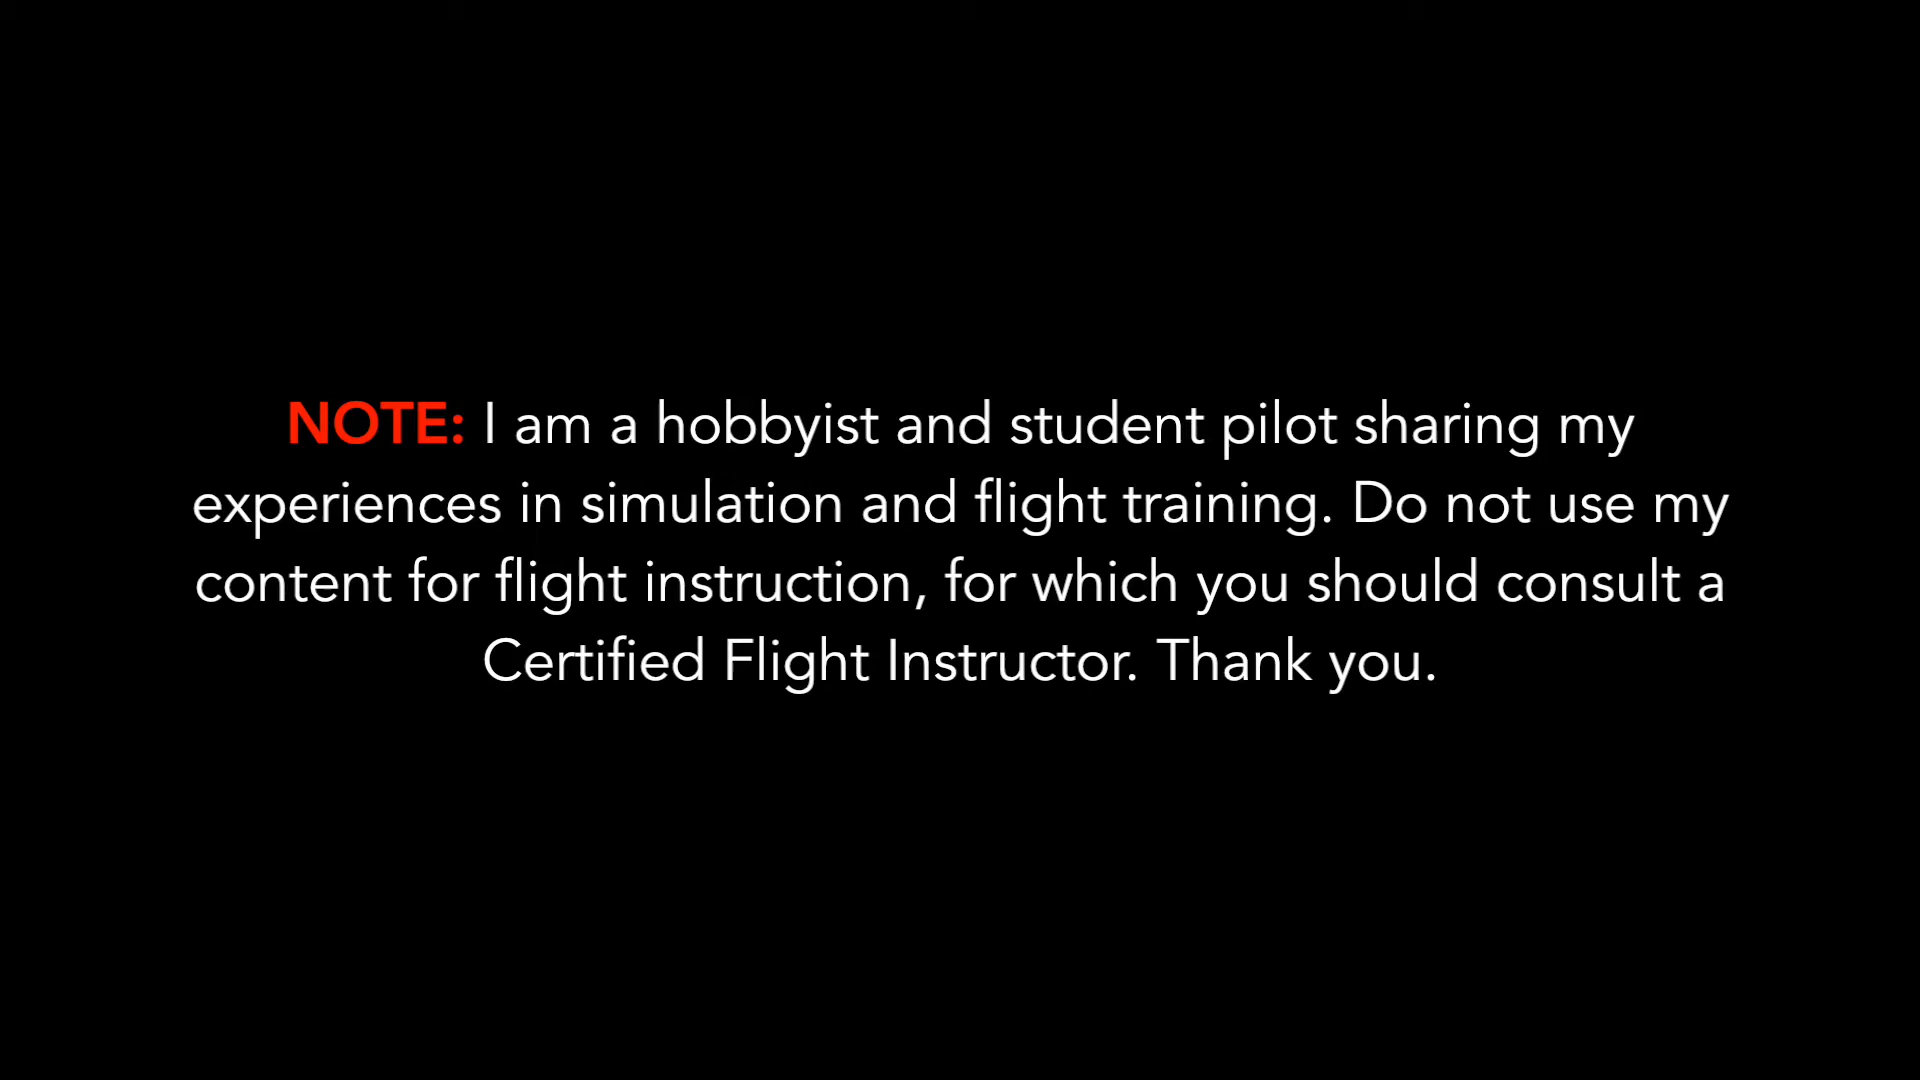 NOTE: I am a hobbyist and student pilot sharing my
experiences in simulation and flight training. Do not use my
content for flight instruction, for which you should consult a
Certified Flight Instructor. Thank you.